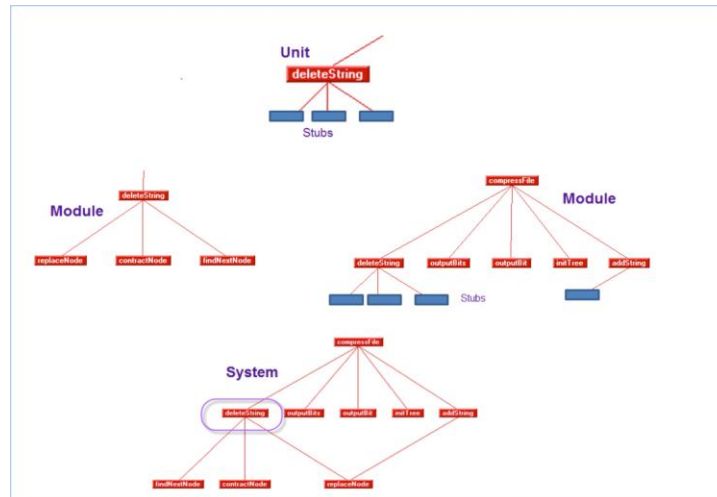 Unit
deleteString
Stubs
deleteString
Module
replaceNode contractNode findNextNode
compressFile
Module
deleteString outputBits outputBit initTree addString
Stubs
compressFile
System
deleteString outputBits outputBit initTree addString
findNextNode contractNode replaceNode